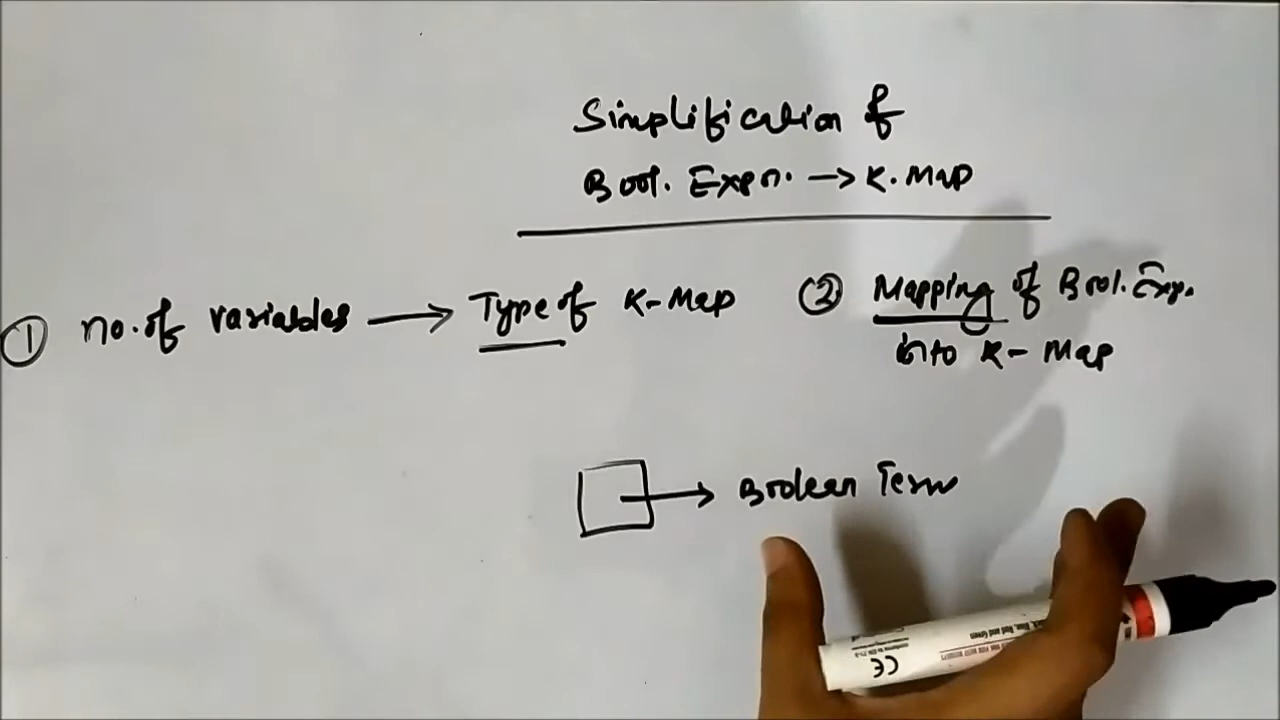 Simplification of
Bool. Expn. → K. Map
① no. of variables → Type of K-Map
② Mapping of Bool. Exp.
into K- Map
Boolean Term
CE